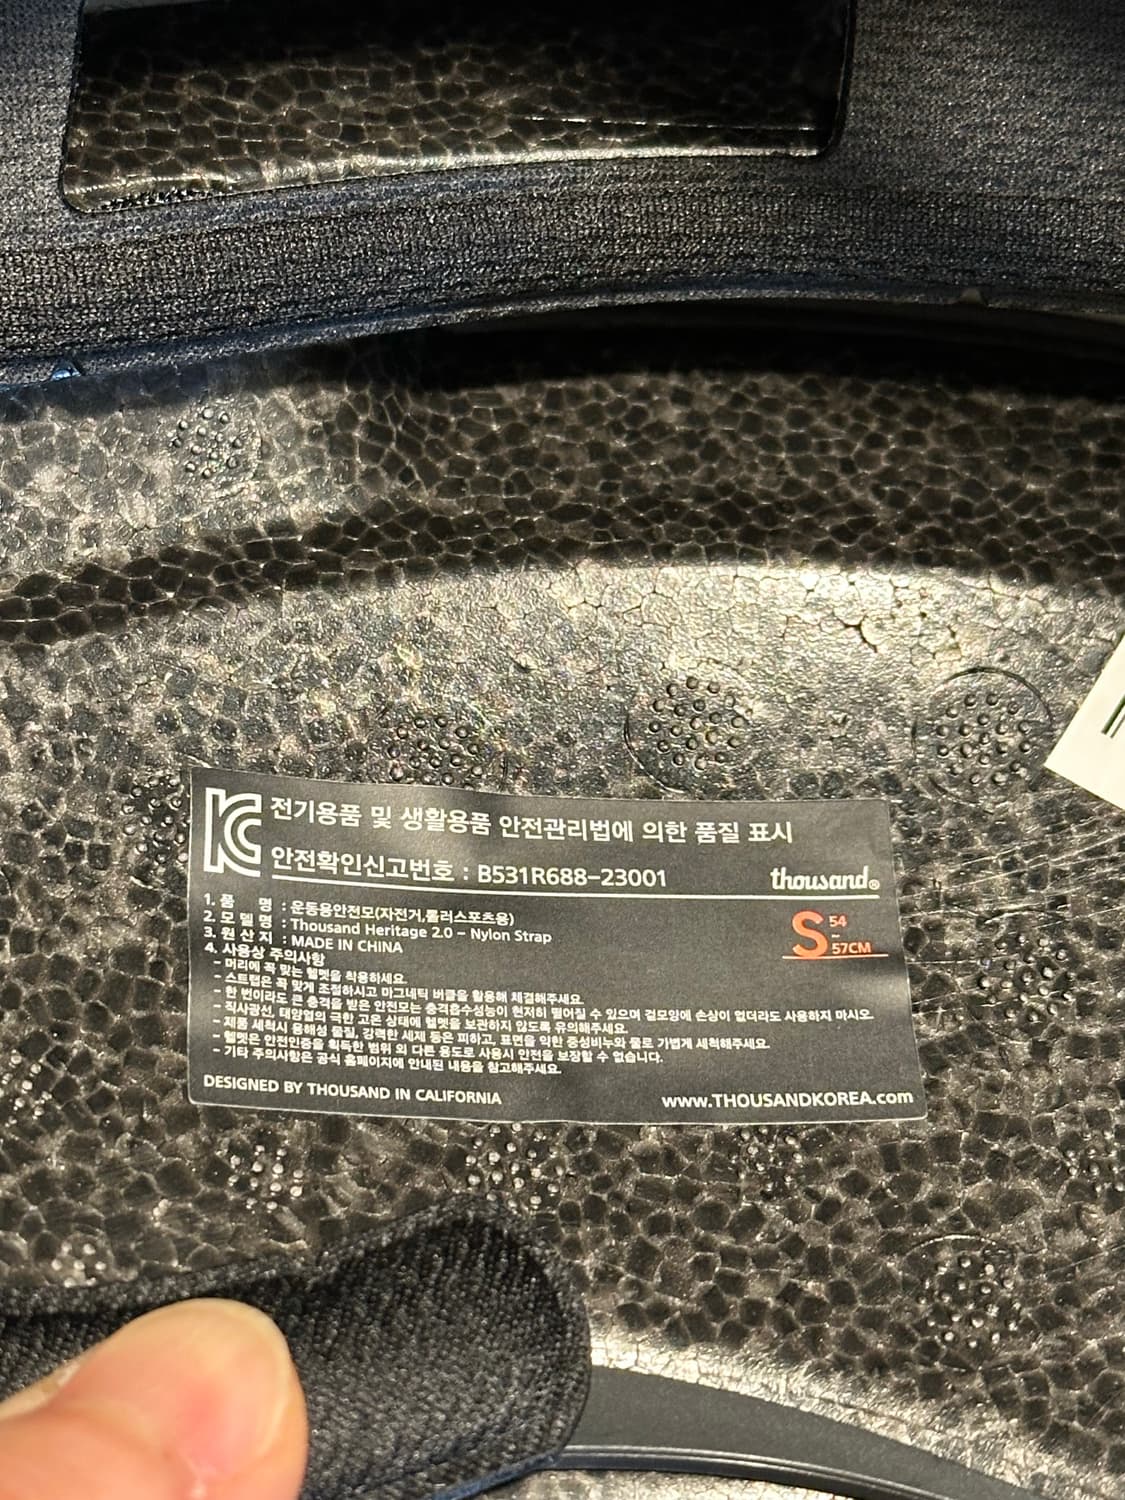 KC 전기용품 및 생활용품 안전관리법에 의한 품질 표시
안전확인신고번호 : B531R688-23001
thousand®
1. 품 명 : 운동용안전모(자전거,롤러스포츠용)
2. 모 델 명 : Thousand Heritage 2.0 - Nylon Strap
3. 원 산 지 : MADE IN CHINA
4. 사용상 주의사항
S 54 - 57CM
- 머리에 꼭 맞는 헬멧을 착용하세요.
- 스트랩은 꼭 맞게 조절하시고 마그네틱 버클을 활용해 체결해주세요.
- 한 번이라도 큰 충격을 받은 안전모는 충격흡수성능이 현저히 떨어질 수 있으며 겉모양에 손상이 없더라도 사용하지 마시오.
- 직사광선, 태양열의 극한 고온 상태에 헬멧을 보관하지 않도록 유의해주세요.
- 제품 세척시 용해성 물질, 강력한 세제 등은 피하고, 표면을 약한 중성비누와 물로 가볍게 세척해주세요.
- 헬멧은 안전인증을 획득한 범위 외 다른 용도로 사용시 안전을 보장할 수 없습니다.
- 기타 주의사항은 공식 홈페이지에 안내된 내용을 참고해주세요.
DESIGNED BY THOUSAND IN CALIFORNIA
www.THOUSANDKOREA.com